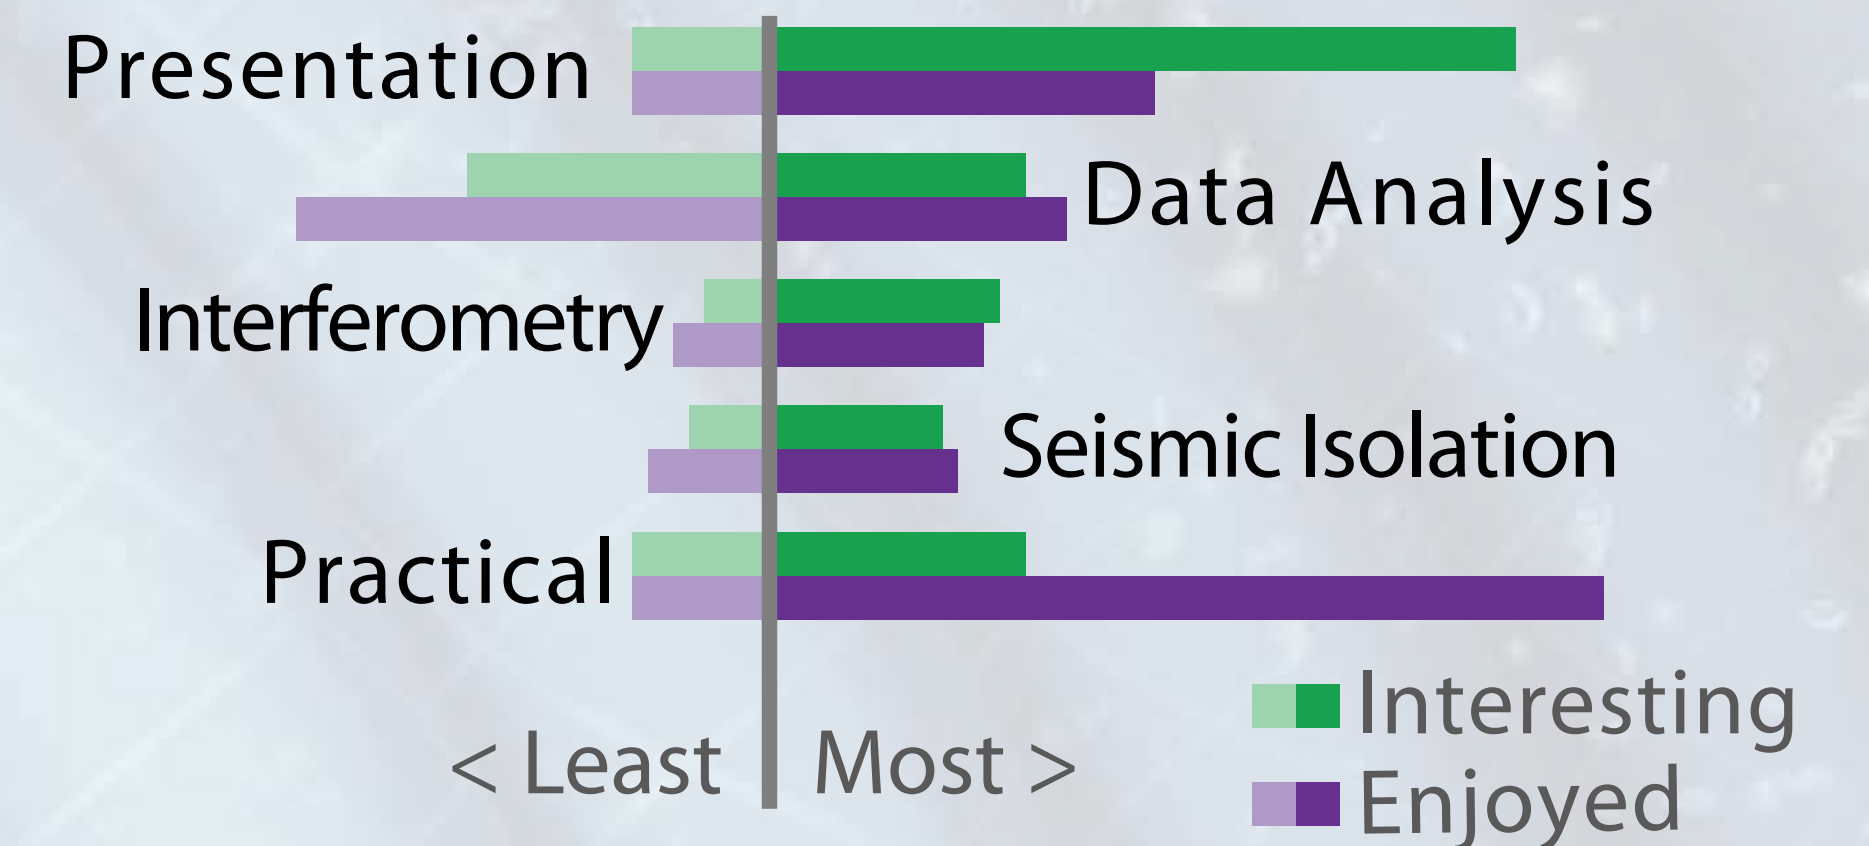 Presentation
Data Analysis
Interferometry
Seismic Isolation
Practical
< Least
Most >
Interesting
Enjoyed